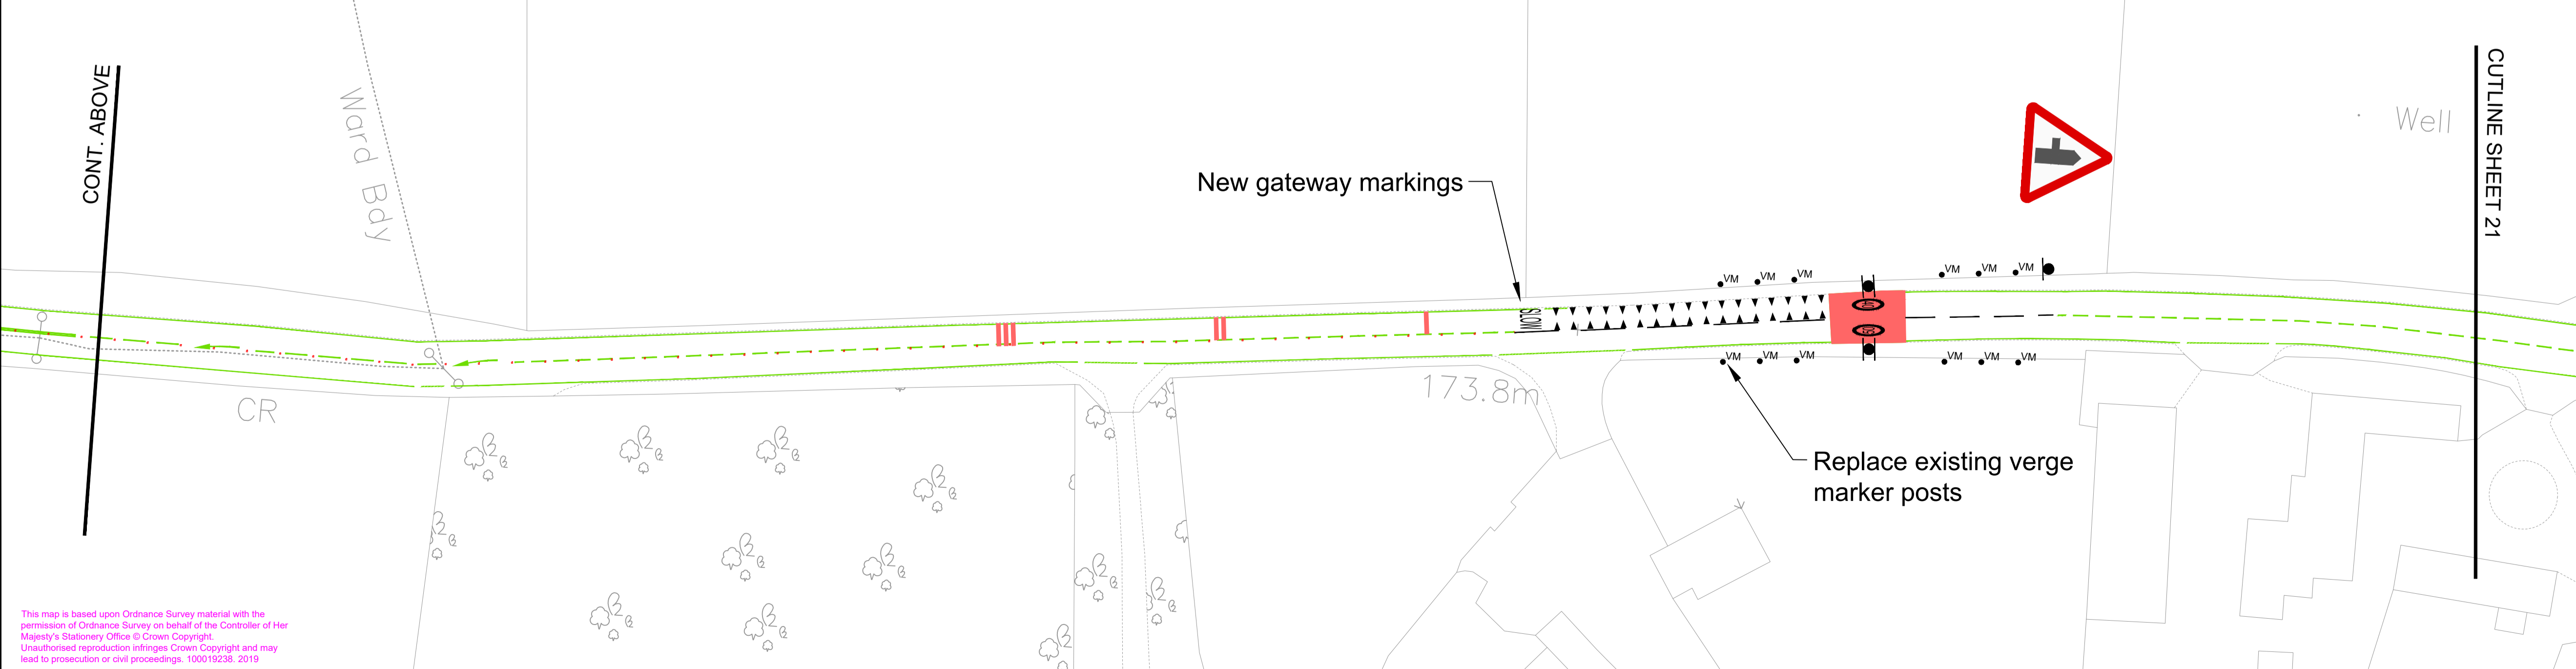 CONT. ABOVE
Ward Bdy
CR
New gateway markings
SLOW
VM
VM
VM
VM
VM
VM
VM
VM
VM
VM
VM
VM
173.8m
Replace existing verge
marker posts
Well
CUTLINE SHEET 21
This map is based upon Ordnance Survey material with the
permission of Ordnance Survey on behalf of the Controller of Her
Majesty's Stationery Office © Crown Copyright.
Unauthorised reproduction infringes Crown Copyright and may
lead to prosecution or civil proceedings. 100019238. 2019